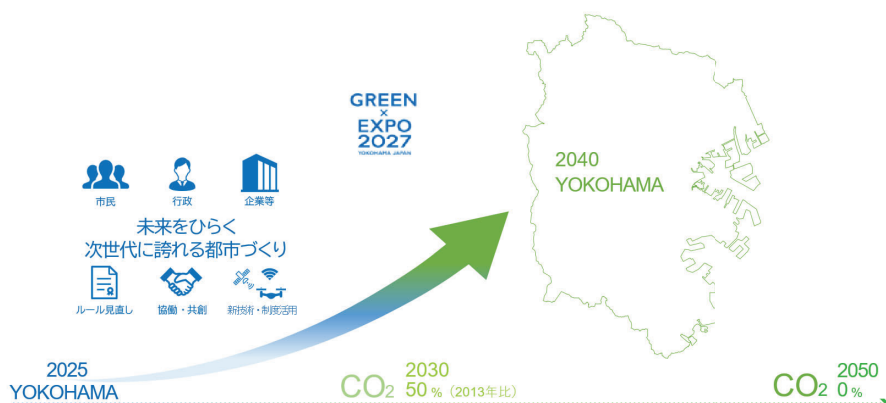 GREEN
×
EXPO
2027
YOKOHAMA JAPAN
2040
YOKOHAMA
市民
行政
企業等
未来をひらく
次世代に誇れる都市づくり
ルール見直し
協働・共創
新技術・制度活用
2025
YOKOHAMA
CO2
2030
50 % (2013年比)
CO2
2050
0 %